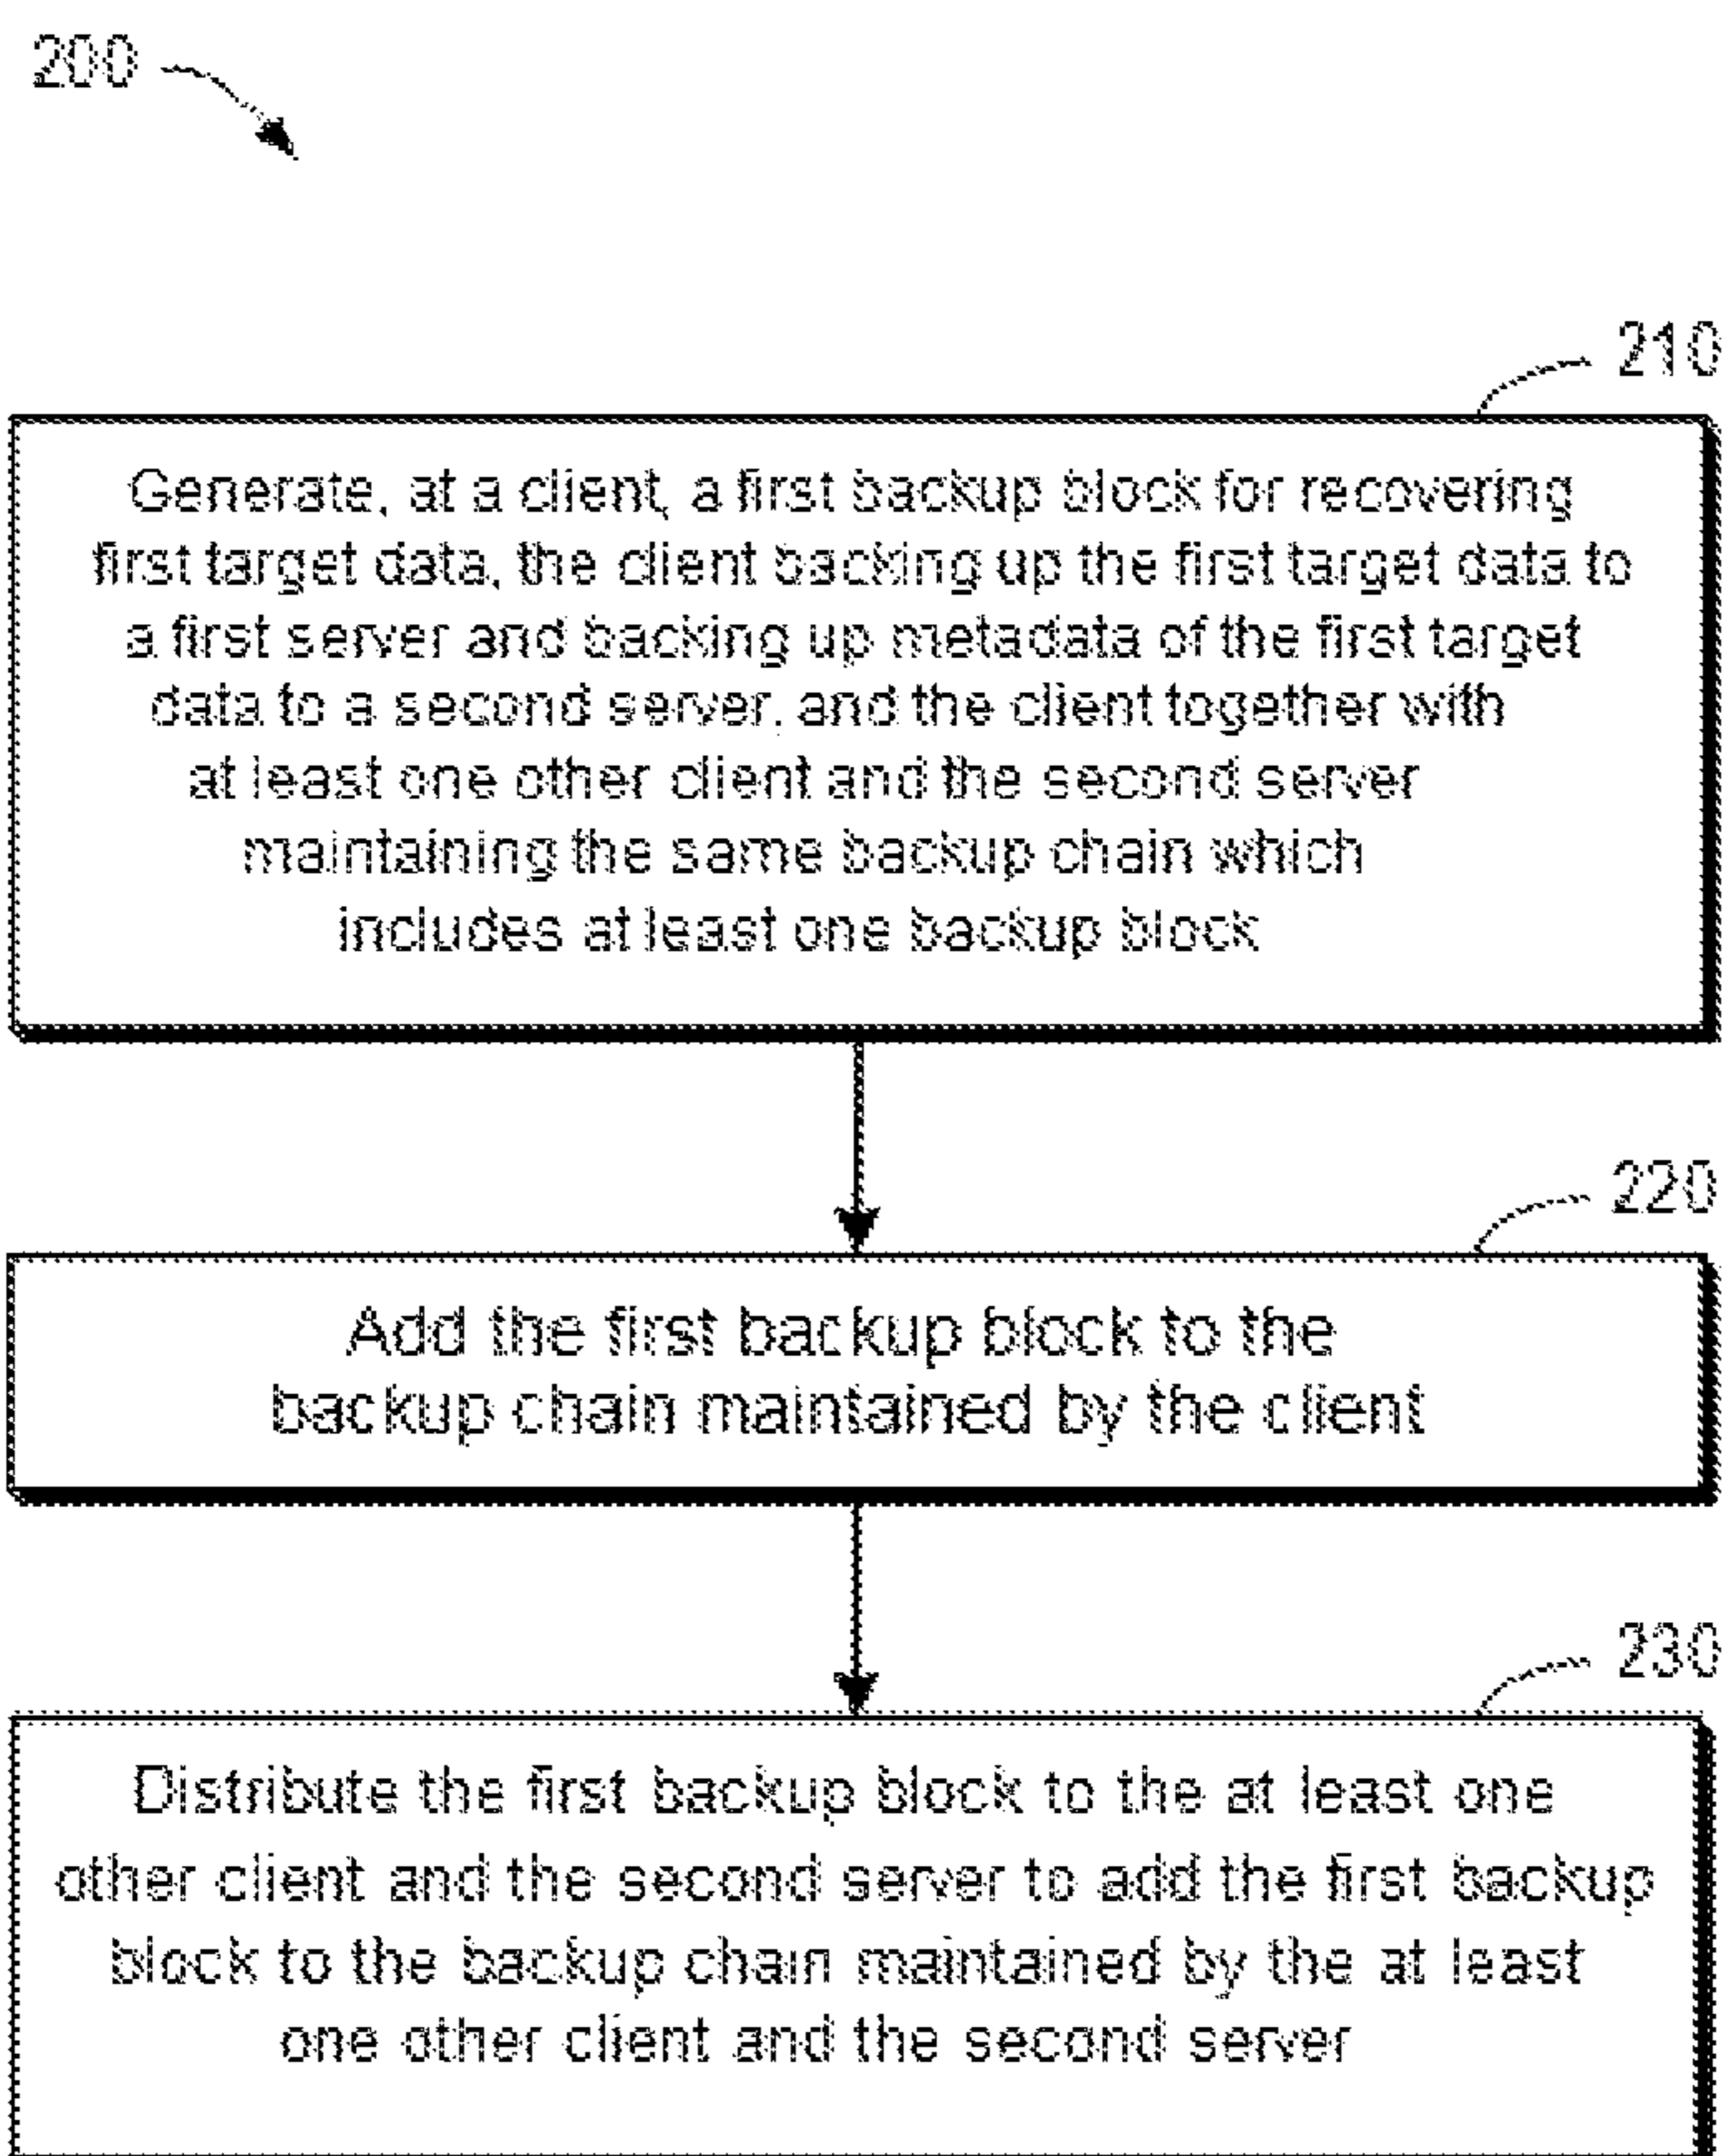 200
210
Generate, at a client, a first backup block for recovering
first target data, the client backing up the first target data to
a first server and backing up metadata of the first target
data to a second server, and the client together with
at least one other client and the second server
maintaining the same backup chain which
includes at least one backup block
220
Add the first backup block to the
backup chain maintained by the client
230
Distribute the first backup block to the at least one
other client and the second server to add the first backup
block to the backup chain maintained by the at least
one other client and the second server